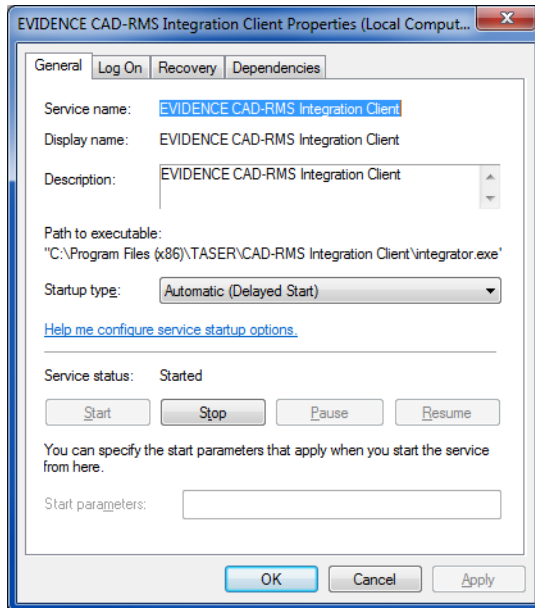 EVIDENCE CAD-RMS Integration Client Properties (Local Comput...
General
Log On
Recovery
Dependencies
Service name:
EVIDENCE CAD-RMS Integration Client
Display name:
EVIDENCE CAD-RMS Integration Client
Description:
EVIDENCE CAD-RMS Integration Client
Path to executable:
"C:\Program Files (x86)\TASER\CAD-RMS Integration Client\integrator.exe"
Startup type:
Automatic (Delayed Start)
Help me configure service startup options.
Service status:
Started
Start
Stop
Pause
Resume
You can specify the start parameters that apply when you start the service
from here.
Start parameters:
OK
Cancel
Apply